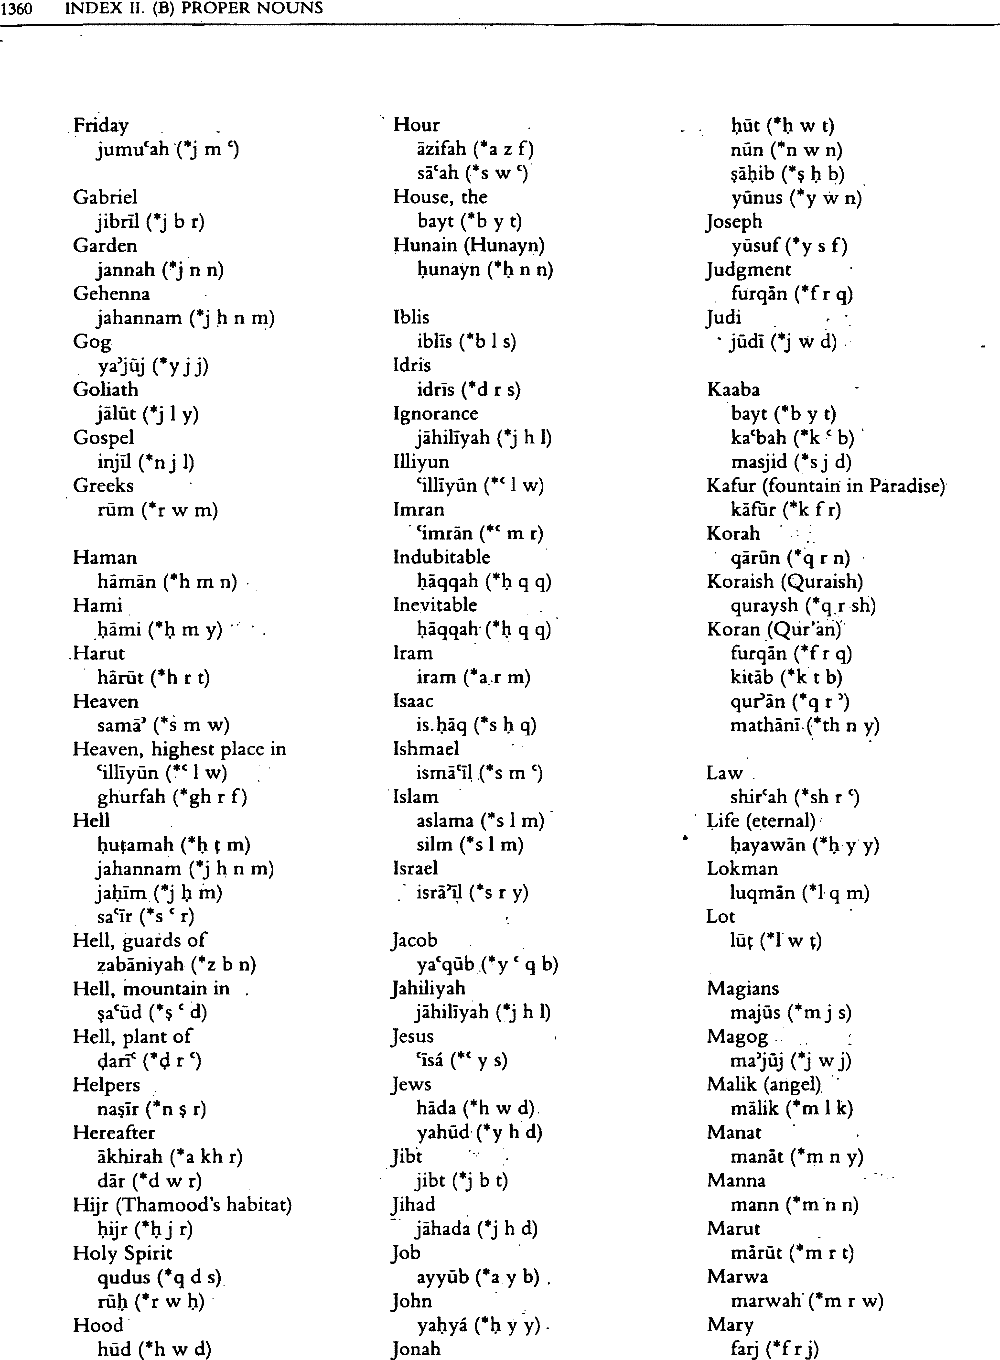 1360 INDEX II. (B) PROPER NOUNS
Friday
jumuʿah (*j m ʿ)
Gabriel
jibrīl (*j b r)
Garden
jannah (*j n n)
Gehenna
jahannam (*j h n m)
Gog
yaʾjūj (*y j j)
Goliath
jālūt (*j l y)
Gospel
injīl (*n j l)
Greeks
rūm (*r w m)
Haman
hāmān (*h m n)
Hami
ḥāmi (*ḥ m y)
Harut
hārūt (*h r t)
Heaven
samāʾ (*s m w)
Heaven, highest place in
ʿillīyūn (*ʿ l w)
ghurfah (*gh r f)
Hell
ḥuṭamah (*ḥ ṭ m)
jahannam (*j h n m)
jaḥīm (*j ḥ m)
saʿīr (*s ʿ r)
Hell, guards of
zabāniyah (*z b n)
Hell, mountain in
ṣaʿūd (*ṣ ʿ d)
Hell, plant of
ḍarīʿ (*ḍ r ʿ)
Helpers
naṣīr (*n ṣ r)
Hereafter
ākhirah (*a kh r)
dār (*d w r)
Hijr (Thamood's habitat)
ḥijr (*ḥ j r)
Holy Spirit
qudus (*q d s)
rūḥ (*r w ḥ)
Hood
hūd (*h w d)
Hour
āzifah (*a z f)
sāʿah (*s w ʿ)
House, the
bayt (*b y t)
Hunain (Hunayn)
ḥunayn (*ḥ n n)
Iblis
iblīs (*b l s)
Idris
idrīs (*d r s)
Ignorance
jāhilīyah (*j h l)
Illiyun
ʿillīyūn (*ʿ l w)
Imran
ʿimrān (*ʿ m r)
Indubitable
ḥāqqah (*ḥ q q)
Inevitable
ḥāqqah (*ḥ q q)
Iram
iram (*a r m)
Isaac
is.ḥāq (*s ḥ q)
Ishmael
ismāʿīl (*s m ʿ)
Islam
aslama (*s l m)
silm (*s l m)
Israel
isrāʾīl (*s r y)
Jacob
yaʿqūb (*y ʿ q b)
Jahiliyah
jāhilīyah (*j h l)
Jesus
ʿīsá (*ʿ y s)
Jews
hāda (*h w d)
yahūd (*y h d)
Jibt
jibt (*j b t)
Jihad
jāhada (*j h d)
Job
ayyūb (*a y b)
John
yaḥyá (*ḥ y y)
Jonah
ḥūt (*ḥ w t)
nūn (*n w n)
ṣāḥib (*ṣ ḥ b)
yūnus (*y w n)
Joseph
yūsuf (*y s f)
Judgment
furqān (*f r q)
Judi
jūdī (*j w d)
Kaaba
bayt (*b y t)
kaʿbah (*k ʿ b)
masjid (*s j d)
Kafur (fountain in Paradise)
kāfūr (*k f r)
Korah
qārūn (*q r n)
Koraish (Quraish)
quraysh (*q r sh)
Koran (Qur'ān)
furqān (*f r q)
kitāb (*k t b)
qurʾān (*q r ʾ)
mathānī (*th n y)
Law
shirʿah (*sh r ʿ)
Life (eternal)
ḥayawān (*ḥ y y)
Lokman
luqmān (*l q m)
Lot
lūṭ (*l w ṭ)
Magians
majūs (*m j s)
Magog
maʾjūj (*j w j)
Malik (angel)
mālik (*m l k)
Manat
manāt (*m n y)
Manna
mann (*m n n)
Marut
mārūt (*m r t)
Marwa
marwah (*m r w)
Mary
farj (*f r j)